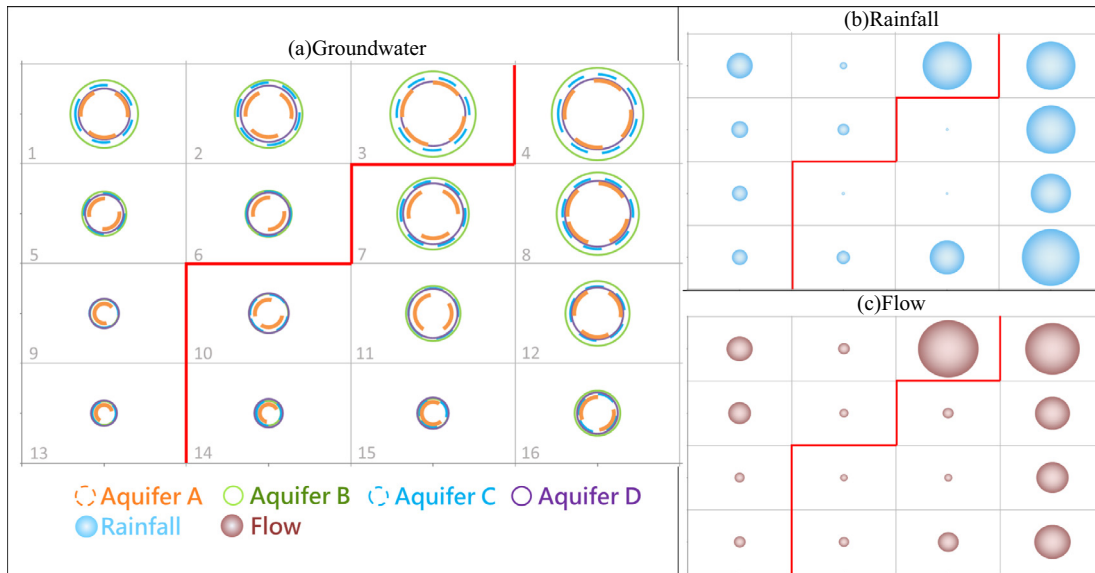 (a)Groundwater
1 2 3 4
5 6 7 8
9 10 11 12
13 14 15 16
Aquifer A Aquifer B Aquifer C Aquifer D
Rainfall Flow
(b)Rainfall
(c)Flow